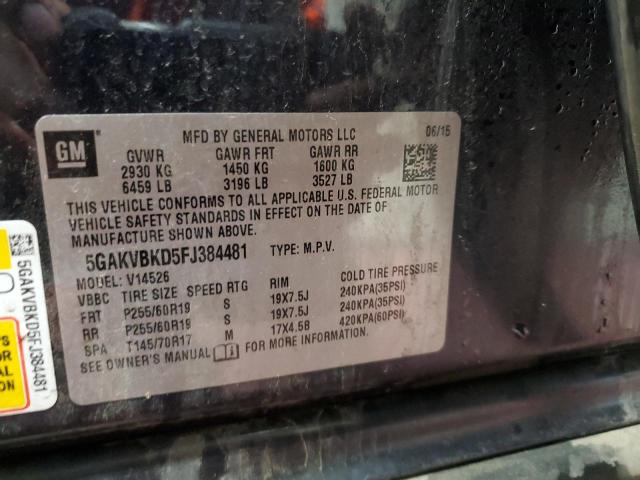 GM
MFD BY GENERAL MOTORS LLC 06/15
GVWR GAWR FRT GAWR RR
2930 KG 1450 KG 1600 KG
6459 LB 3196 LB 3527 LB
THIS VEHICLE CONFORMS TO ALL APPLICABLE U.S. FEDERAL MOTOR
VEHICLE SAFETY STANDARDS IN EFFECT ON THE DATE OF
MANUFACTURE SHOWN ABOVE.
5GAKVBKD5FJ384481 TYPE: M.P.V.
MODEL: V14526
VBBC TIRE SIZE SPEED RTG RIM COLD TIRE PRESSURE
FRT P255/60R19 S 19X7.5J 240KPA(35PSI)
RR P255/60R19 S 19X7.5J 240KPA(35PSI)
SPA T145/70R17 M 17X4.5B 420KPA(60PSI)
SEE OWNER'S MANUAL FOR MORE INFORMATION.
5GAKVBKD5FJ384481